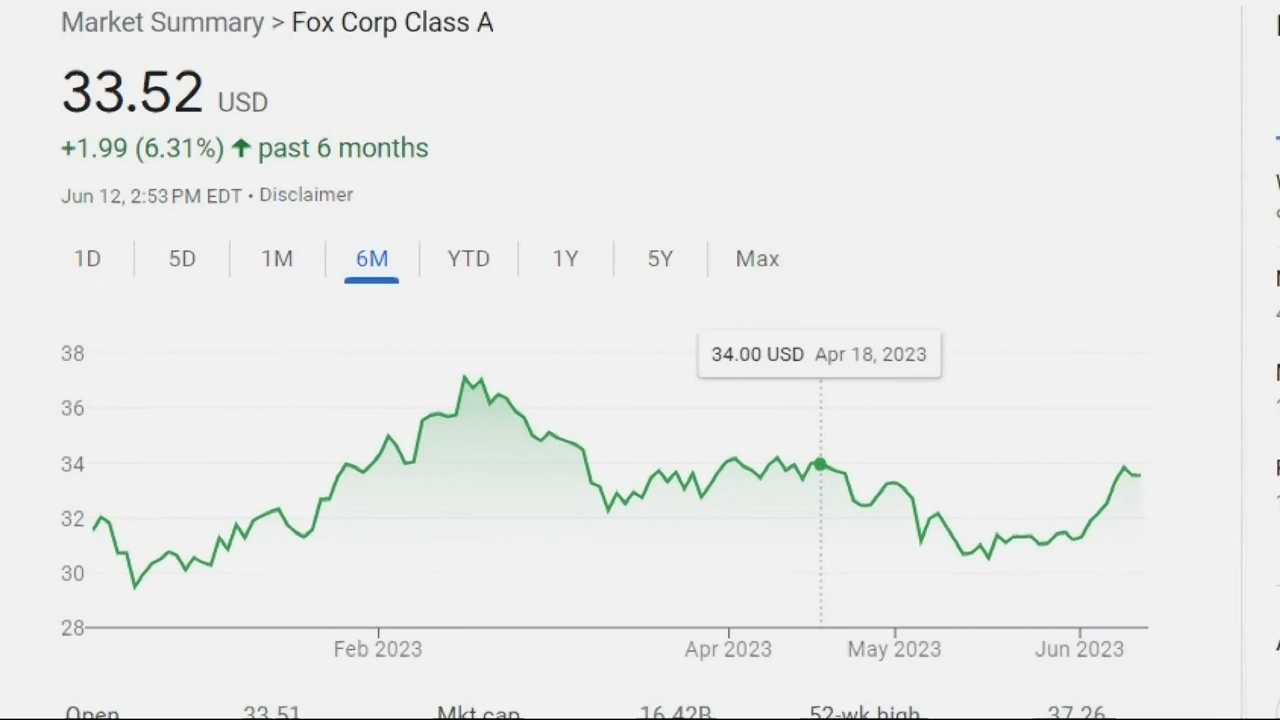 Market Summary > Fox Corp Class A
33.52 USD
+1.99 (6.31%) ↑ past 6 months
Jun 12, 2:53 PM EDT • Disclaimer
1D 5D 1M 6M YTD 1Y 5Y Max
34.00 USD Apr 18, 2023
38
36
34
32
30
28
Feb 2023 Apr 2023 May 2023 Jun 2023
Open 33.51 Mkt cap 16.42B 52-wk high 37.26